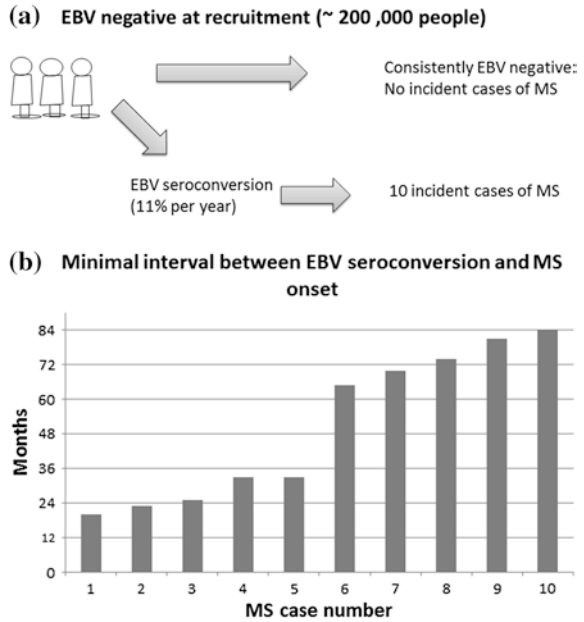 (a) EBV negative at recruitment (~ 200 ,000 people)
Consistently EBV negative:
No incident cases of MS
EBV seroconversion
(11% per year)
10 incident cases of MS
(b) Minimal interval between EBV seroconversion and MS
onset
Months
84
72
60
48
36
24
12
0
1 2 3 4 5 6 7 8 9 10
MS case number